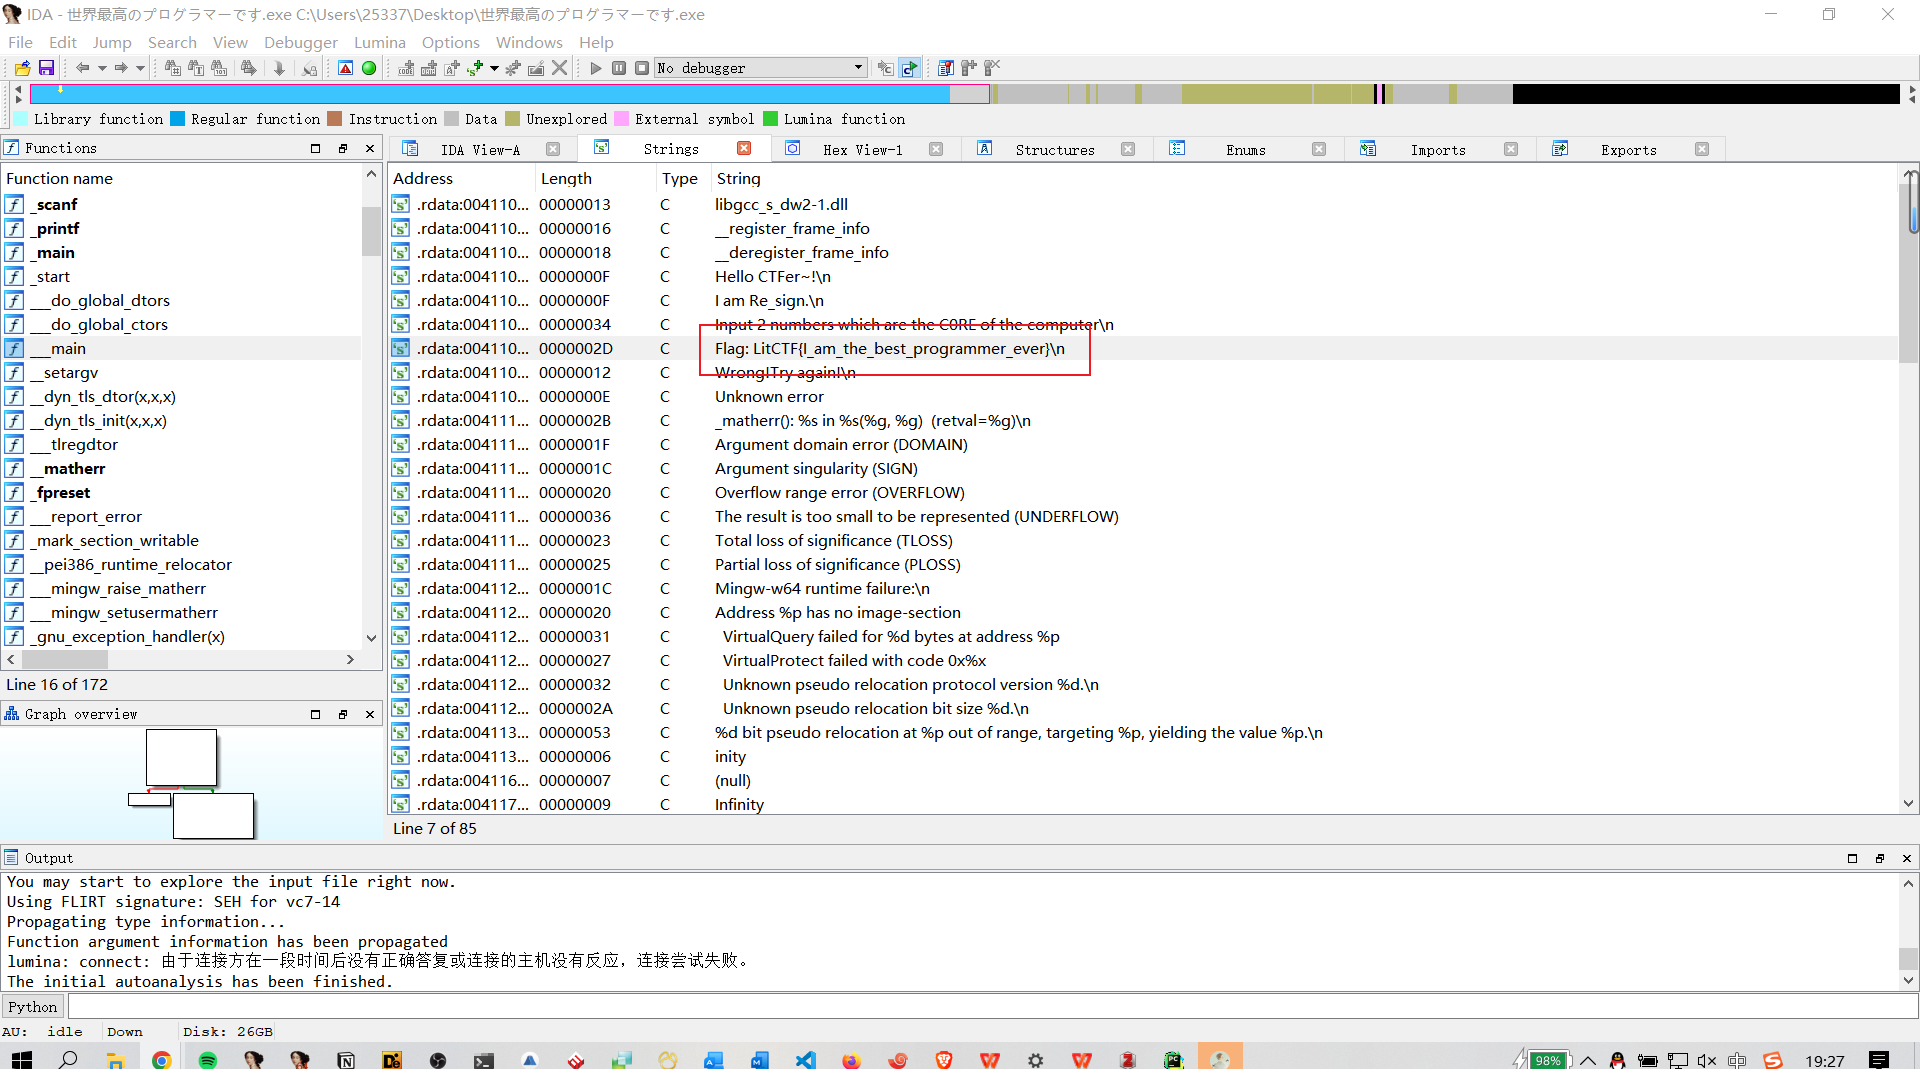 IDA - 世界最高のプログラマーです.exe C:\Users\25337\Desktop\世界最高のプログラマーです.exe
File Edit Jump Search View Debugger Lumina Options Windows Help
No debugger
Library function Regular function Instruction Data Unexplored External symbol Lumina function
Functions
IDA View-A Strings Hex View-1 Structures Enums Imports Exports
Function name
_scanf
_printf
_main
_start
___do_global_dtors
___do_global_ctors
___main
__setargv
__dyn_tls_dtor(x,x,x)
__dyn_tls_init(x,x,x)
___tlregdtor
__matherr
_fpreset
___report_error
_mark_section_writable
__pei386_runtime_relocator
___mingw_raise_matherr
___mingw_setusermatherr
_gnu_exception_handler(x)
Line 16 of 172
Graph overview
Address Length Type String
.rdata:004110... 00000013 C libgcc_s_dw2-1.dll
.rdata:004110... 00000016 C __register_frame_info
.rdata:004110... 00000018 C __deregister_frame_info
.rdata:004110... 0000000F C Hello CTFer~!\n
.rdata:004110... 0000000F C I am Re_sign.\n
.rdata:004110... 00000034 C Input 2 numbers which are the C0RE of the computer\n
.rdata:004110... 0000002D C Flag: LitCTF{I_am_the_best_programmer_ever}\n
.rdata:004110... 00000012 C Wrong!Try again!\n
.rdata:004110... 0000000E C Unknown error
.rdata:004111... 0000002B C _matherr(): %s in %s(%g, %g)  (retval=%g)\n
.rdata:004111... 0000001F C Argument domain error (DOMAIN)
.rdata:004111... 0000001C C Argument singularity (SIGN)
.rdata:004111... 00000020 C Overflow range error (OVERFLOW)
.rdata:004111... 00000036 C The result is too small to be represented (UNDERFLOW)
.rdata:004111... 00000023 C Total loss of significance (TLOSS)
.rdata:004111... 00000025 C Partial loss of significance (PLOSS)
.rdata:004112... 0000001C C Mingw-w64 runtime failure:\n
.rdata:004112... 00000020 C Address %p has no image-section
.rdata:004112... 00000031 C VirtualQuery failed for %d bytes at address %p
.rdata:004112... 00000027 C VirtualProtect failed with code 0x%x
.rdata:004112... 00000032 C Unknown pseudo relocation protocol version %d.\n
.rdata:004112... 0000002A C Unknown pseudo relocation bit size %d.\n
.rdata:004113... 00000053 C %d bit pseudo relocation at %p out of range, targeting %p, yielding the value %p.\n
.rdata:004113... 00000006 C inity
.rdata:004116... 00000007 C (null)
.rdata:004117... 00000009 C Infinity
Line 7 of 85
Output
You may start to explore the input file right now.
Using FLIRT signature: SEH for vc7-14
Propagating type information...
Function argument information has been propagated
lumina: connect: 由于连接方在一段时间后没有正确答复或连接的主机没有反应，连接尝试失败。
The initial autoanalysis has been finished.
Python
AU: idle Down Disk: 26GB
98% 中 19:27